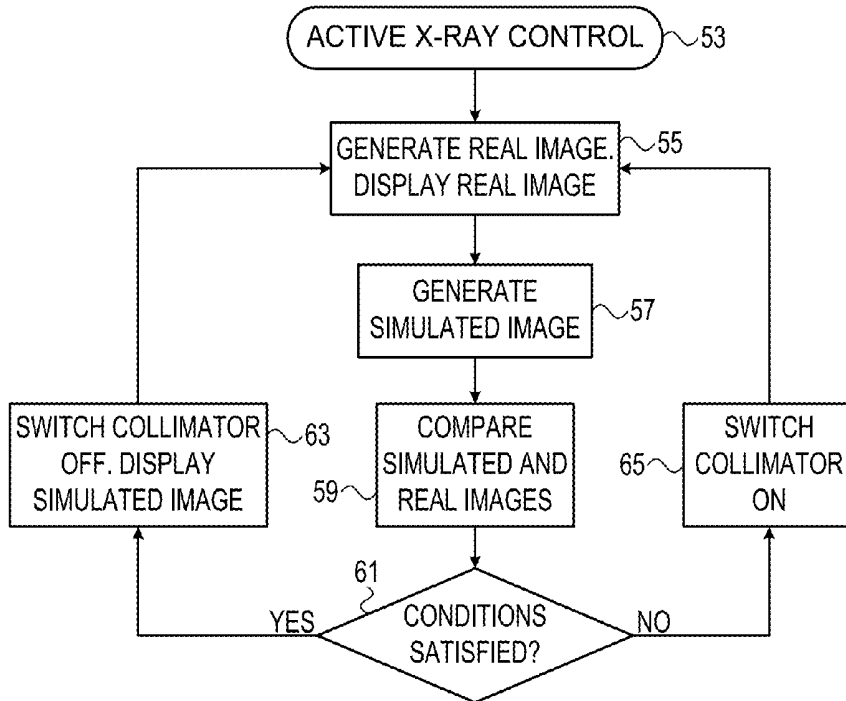 ACTIVE X-RAY CONTROL
53
GENERATE REAL IMAGE.
DISPLAY REAL IMAGE
55
GENERATE
SIMULATED IMAGE
57
SWITCH COLLIMATOR
OFF. DISPLAY
SIMULATED IMAGE
63
COMPARE
SIMULATED AND
REAL IMAGES
59
SWITCH
COLLIMATOR
ON
65
61
YES
CONDITIONS
SATISFIED?
NO